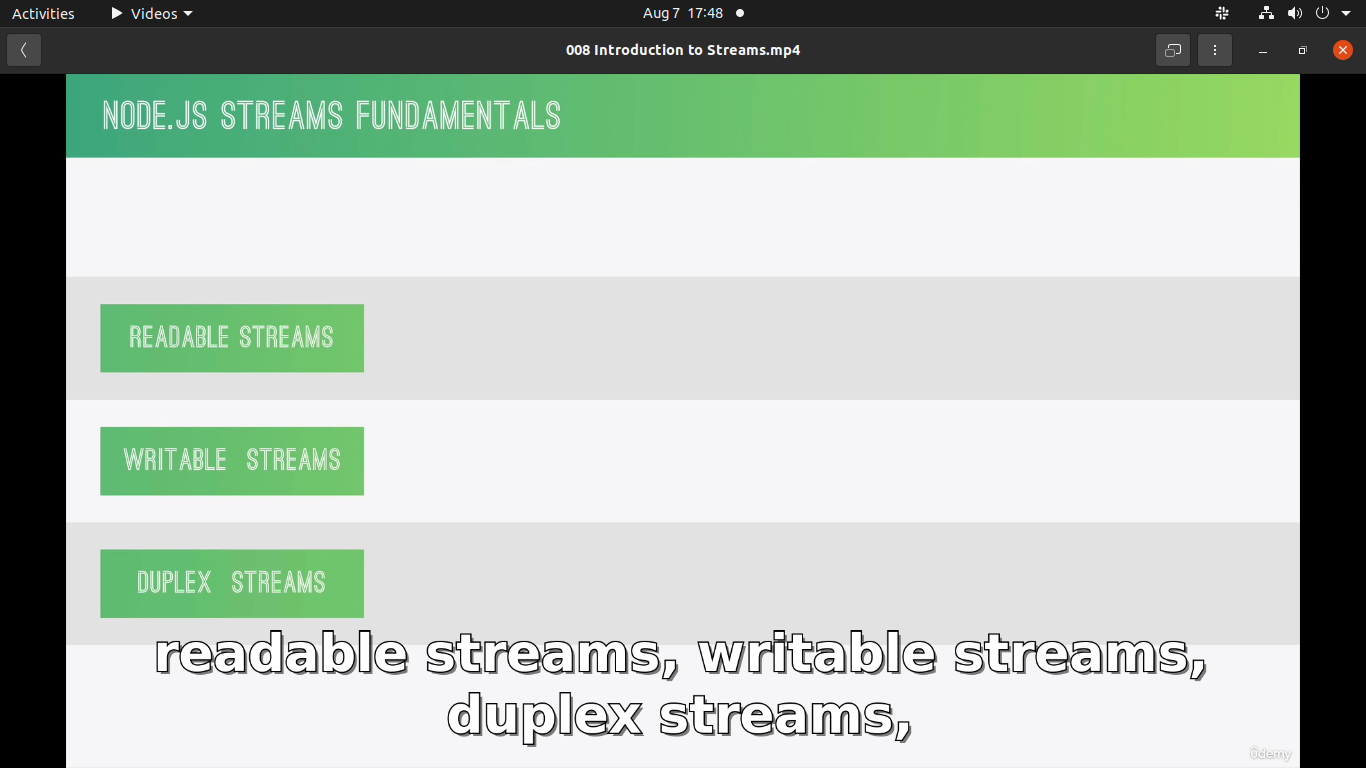 Activities
Videos
Aug 7 17:48
008 Introduction to Streams.mp4
NODE.JS STREAMS FUNDAMENTALS
READABLE STREAMS
WRITABLE STREAMS
DUPLEX STREAMS
readable streams, writable streams,
duplex streams,
ûdemy